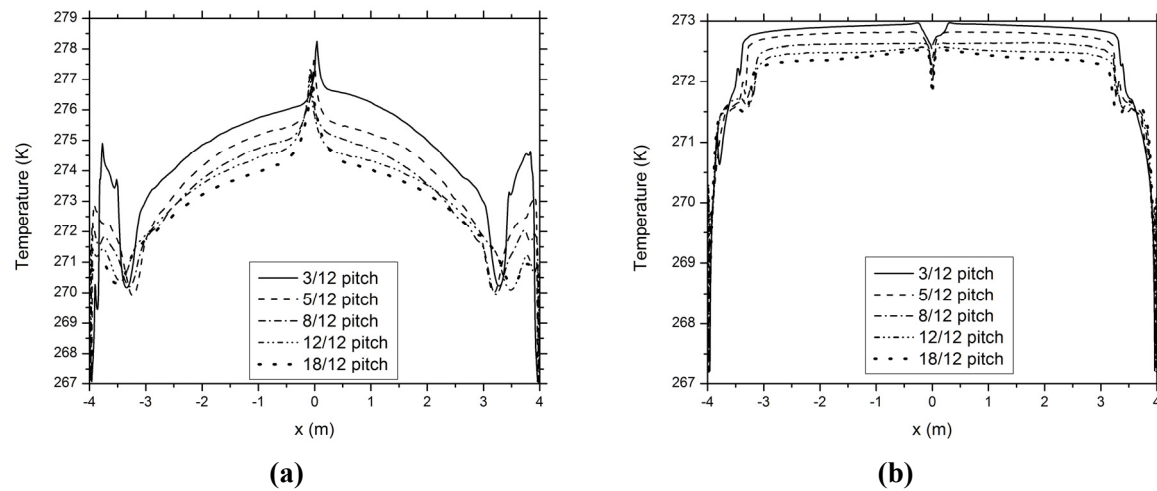 279
278
277
276
275
274
273
272
271
270
269
268
267
Temperature (K)
-4 -3 -2 -1 0 1 2 3 4
x (m)
3/12 pitch
5/12 pitch
8/12 pitch
12/12 pitch
18/12 pitch
(a)
273
272
271
270
269
268
267
Temperature (K)
-4 -3 -2 -1 0 1 2 3 4
x (m)
3/12 pitch
5/12 pitch
8/12 pitch
12/12 pitch
18/12 pitch
(b)